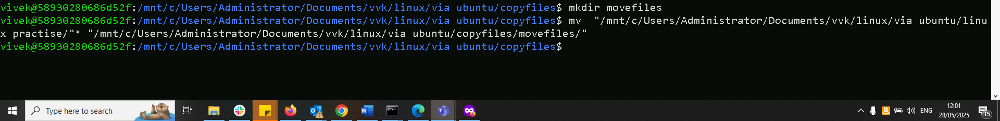 vivek@58930280686d52f:/mnt/c/Users/Administrator/Documents/vvk/linux/via ubuntu/copyfiles$ mkdir movefiles
vivek@58930280686d52f:/mnt/c/Users/Administrator/Documents/vvk/linux/via ubuntu/copyfiles$ mv  "/mnt/c/Users/Administrator/Documents/vvk/linux/via ubuntu/linu
x practise/"* "/mnt/c/Users/Administrator/Documents/vvk/linux/via ubuntu/copyfiles/movefiles/"
vivek@58930280686d52f:/mnt/c/Users/Administrator/Documents/vvk/linux/via ubuntu/copyfiles$
Type here to search
ENG
12:01
28/05/2025
35